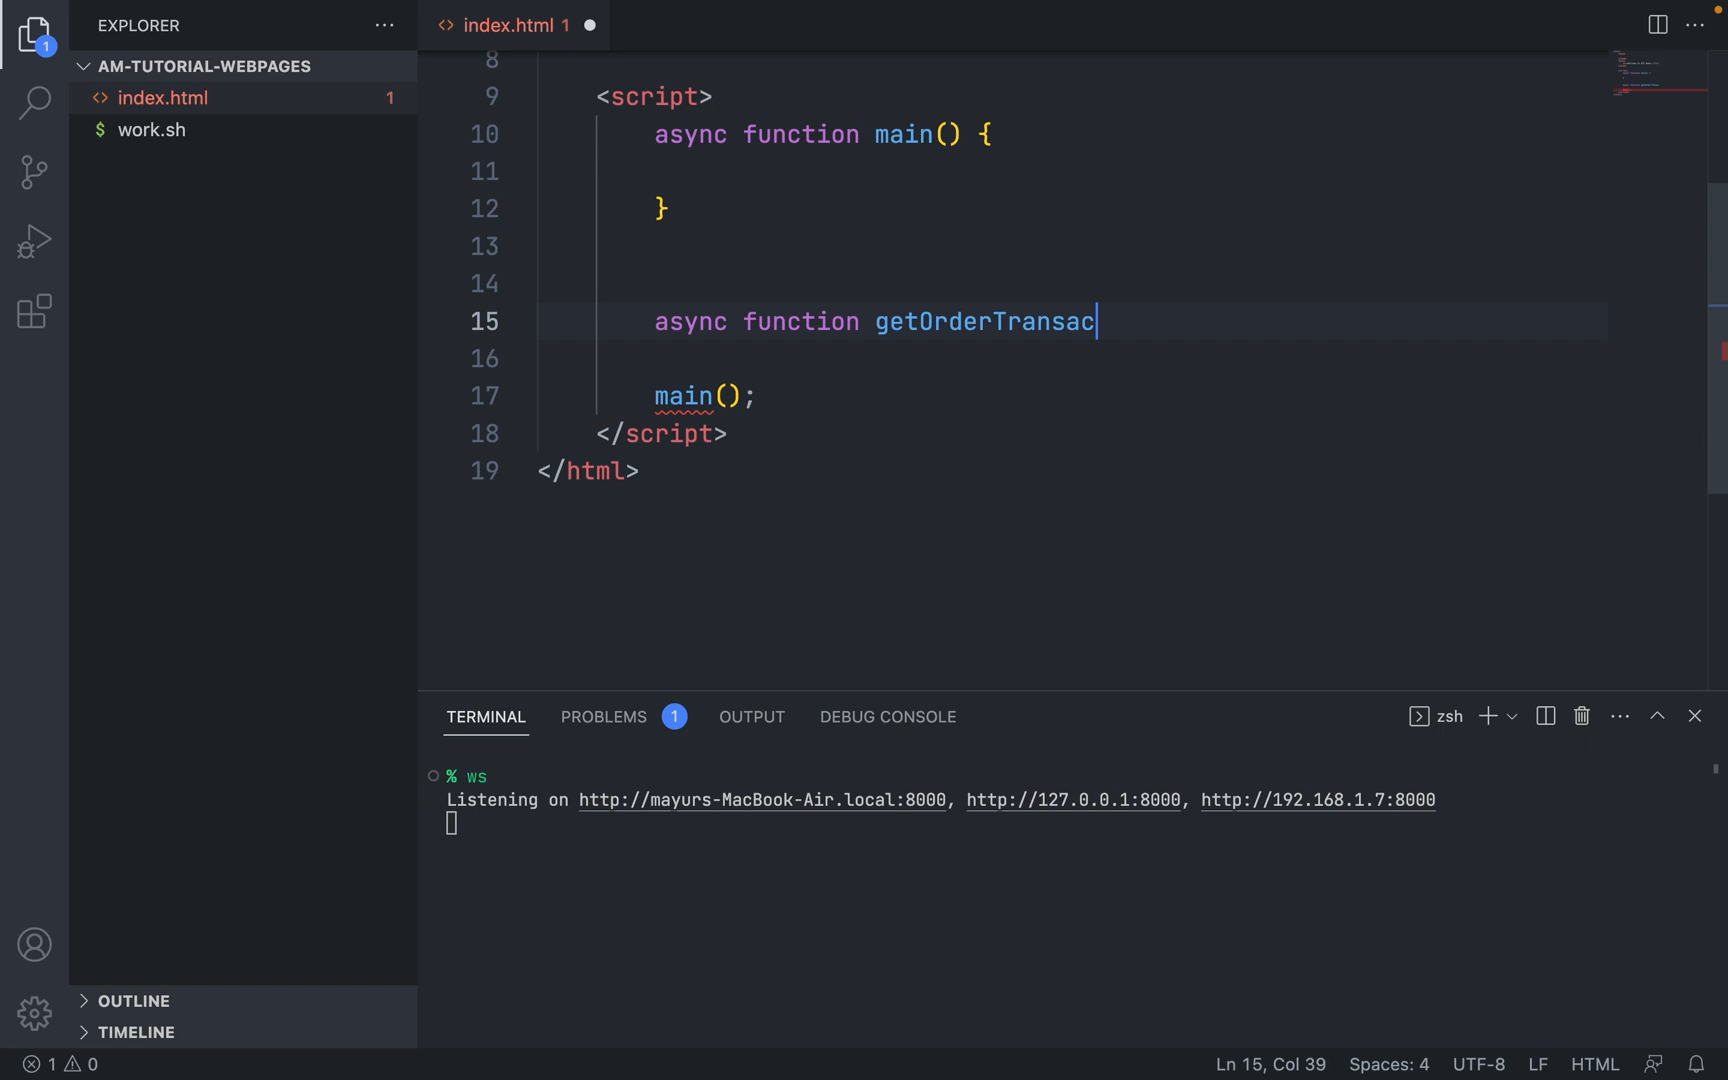 EXPLORER ...
1
AM-TUTORIAL-WEBPAGES
<> index.html 1
$ work.sh
OUTLINE
TIMELINE
<> index.html 1
8
9 <script>
10 async function main() {
11
12 }
13
14
15 async function getOrderTransac
16
17 main();
18 </script>
19 </html>
TERMINAL PROBLEMS 1 OUTPUT DEBUG CONSOLE zsh
% ws
Listening on http://mayurs-MacBook-Air.local:8000, http://127.0.0.1:8000, http://192.168.1.7:8000
1 0 Ln 15, Col 39 Spaces: 4 UTF-8 LF HTML